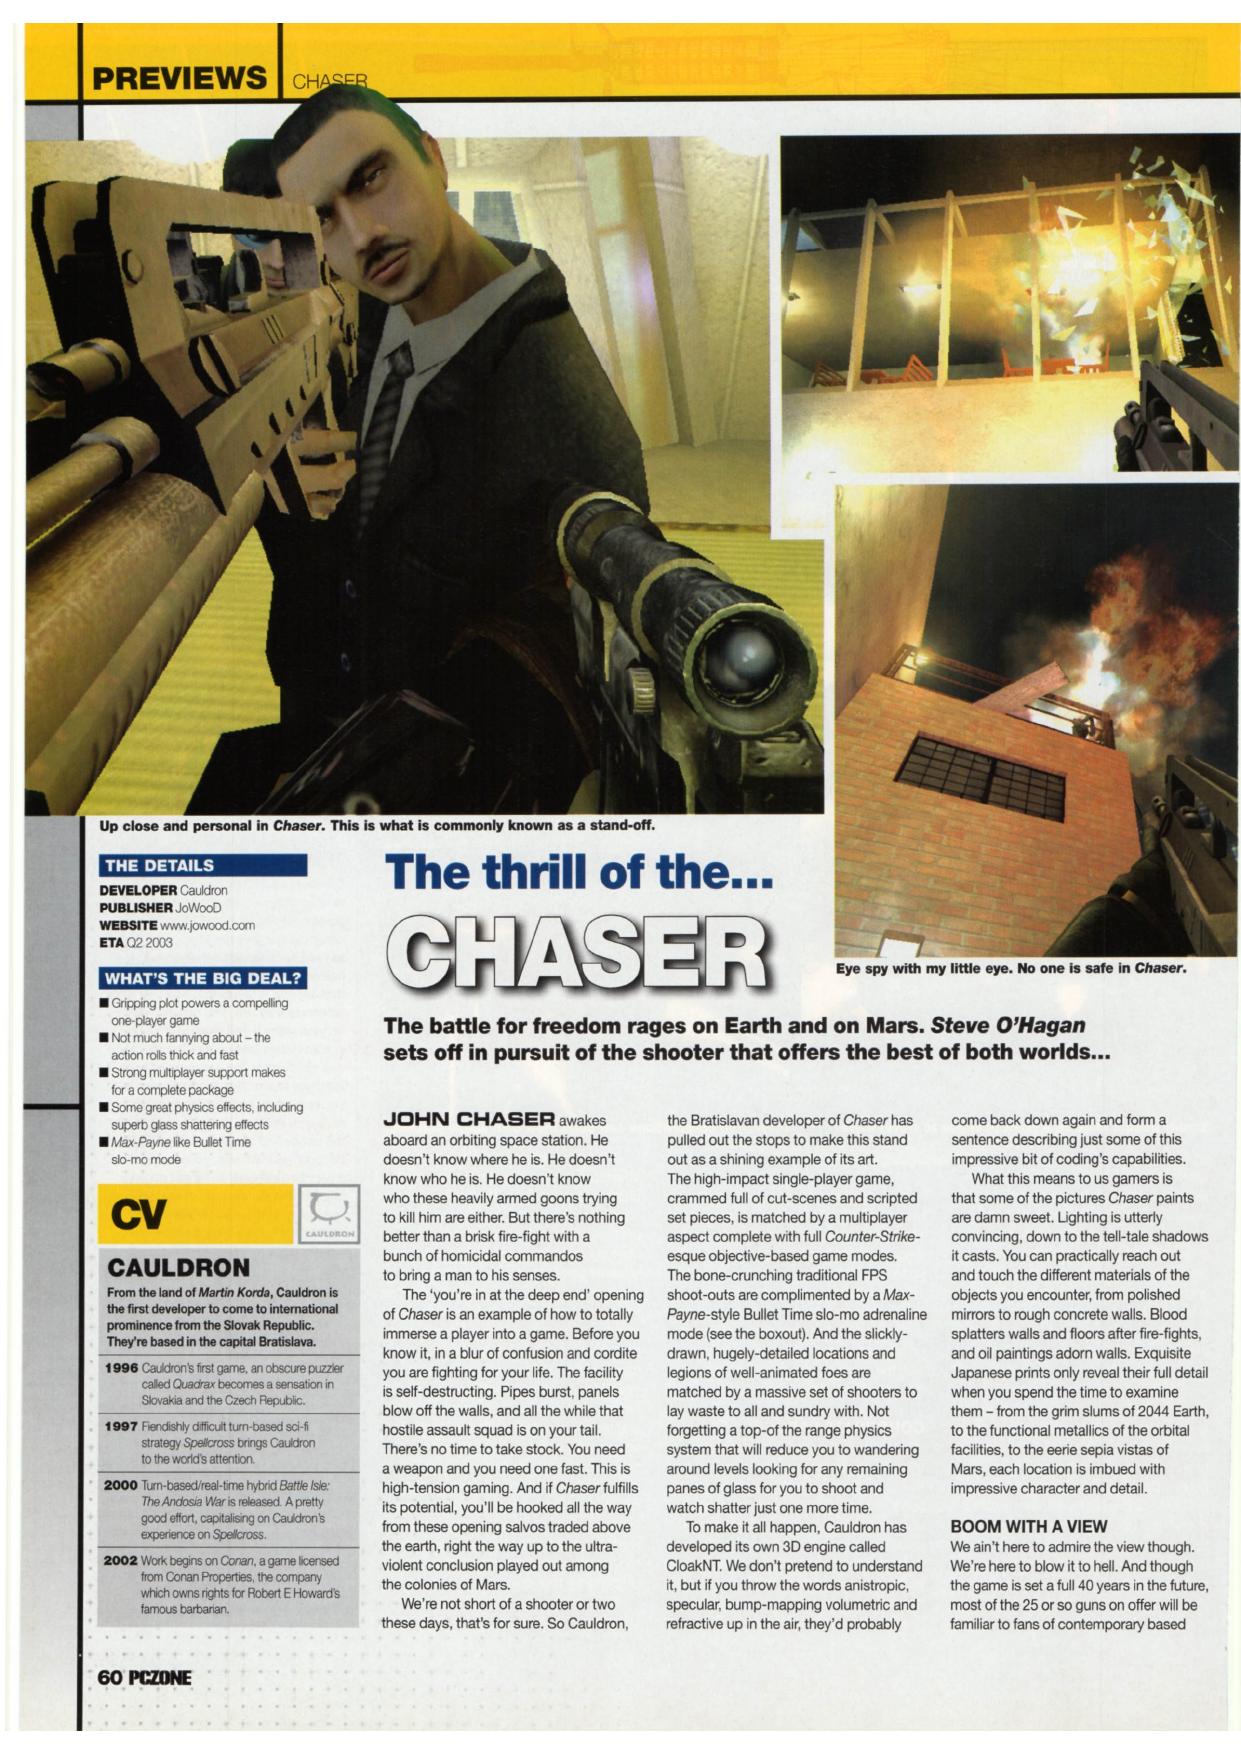 PREVIEWS
CHASER
Up close and personal in Chaser. This is what is commonly known as a stand-off.
Eye spy with my little eye. No one is safe in Chaser.
THE DETAILS
DEVELOPER Cauldron
PUBLISHER JoWooD
WEBSITE www.jowood.com
ETA Q2 2003
WHAT'S THE BIG DEAL?
■ Gripping plot powers a compelling
one-player game
■ Not much fannying about – the
action rolls thick and fast
■ Strong multiplayer support makes
for a complete package
■ Some great physics effects, including
superb glass shattering effects
■ Max-Payne like Bullet Time
slo-mo mode
CV
CAULDRON
CAULDRON
From the land of Martin Korda, Cauldron is
the first developer to come to international
prominence from the Slovak Republic.
They're based in the capital Bratislava.
1996 Cauldron's first game, an obscure puzzler
called Quadrax becomes a sensation in
Slovakia and the Czech Republic.
1997 Fiendishly difficult turn-based sci-fi
strategy Spellcross brings Cauldron
to the world's attention.
2000 Turn-based/real-time hybrid Battle Isle:
The Andosia War is released. A pretty
good effort, capitalising on Cauldron's
experience on Spellcross.
2002 Work begins on Conan, a game licensed
from Conan Properties, the company
which owns rights for Robert E Howard's
famous barbarian.
The thrill of the...
CHASER
The battle for freedom rages on Earth and on Mars. Steve O'Hagan
sets off in pursuit of the shooter that offers the best of both worlds...
JOHN CHASER awakes
aboard an orbiting space station. He
doesn't know where he is. He doesn't
know who he is. He doesn't know
who these heavily armed goons trying
to kill him are either. But there's nothing
better than a brisk fire-fight with a
bunch of homicidal commandos
to bring a man to his senses.
The 'you're in at the deep end' opening
of Chaser is an example of how to totally
immerse a player into a game. Before you
know it, in a blur of confusion and cordite
you are fighting for your life. The facility
is self-destructing. Pipes burst, panels
blow off the walls, and all the while that
hostile assault squad is on your tail.
There's no time to take stock. You need
a weapon and you need one fast. This is
high-tension gaming. And if Chaser fulfills
its potential, you'll be hooked all the way
from these opening salvos traded above
the earth, right the way up to the ultra-
violent conclusion played out among
the colonies of Mars.
We're not short of a shooter or two
these days, that's for sure. So Cauldron,
the Bratislavan developer of Chaser has
pulled out the stops to make this stand
out as a shining example of its art.
The high-impact single-player game,
crammed full of cut-scenes and scripted
set pieces, is matched by a multiplayer
aspect complete with full Counter-Strike-
esque objective-based game modes.
The bone-crunching traditional FPS
shoot-outs are complimented by a Max-
Payne-style Bullet Time slo-mo adrenaline
mode (see the boxout). And the slickly-
drawn, hugely-detailed locations and
legions of well-animated foes are
matched by a massive set of shooters to
lay waste to all and sundry with. Not
forgetting a top-of the range physics
system that will reduce you to wandering
around levels looking for any remaining
panes of glass for you to shoot and
watch shatter just one more time.
To make it all happen, Cauldron has
developed its own 3D engine called
CloakNT. We don't pretend to understand
it, but if you throw the words anistropic,
specular, bump-mapping volumetric and
refractive up in the air, they'd probably
come back down again and form a
sentence describing just some of this
impressive bit of coding's capabilities.
What this means to us gamers is
that some of the pictures Chaser paints
are damn sweet. Lighting is utterly
convincing, down to the tell-tale shadows
it casts. You can practically reach out
and touch the different materials of the
objects you encounter, from polished
mirrors to rough concrete walls. Blood
splatters walls and floors after fire-fights,
and oil paintings adorn walls. Exquisite
Japanese prints only reveal their full detail
when you spend the time to examine
them – from the grim slums of 2044 Earth,
to the functional metallics of the orbital
facilities, to the eerie sepia vistas of
Mars, each location is imbued with
impressive character and detail.
BOOM WITH A VIEW
We ain't here to admire the view though.
We're here to blow it to hell. And though
the game is set a full 40 years in the future,
most of the 25 or so guns on offer will be
familiar to fans of contemporary based
60 PCZONE